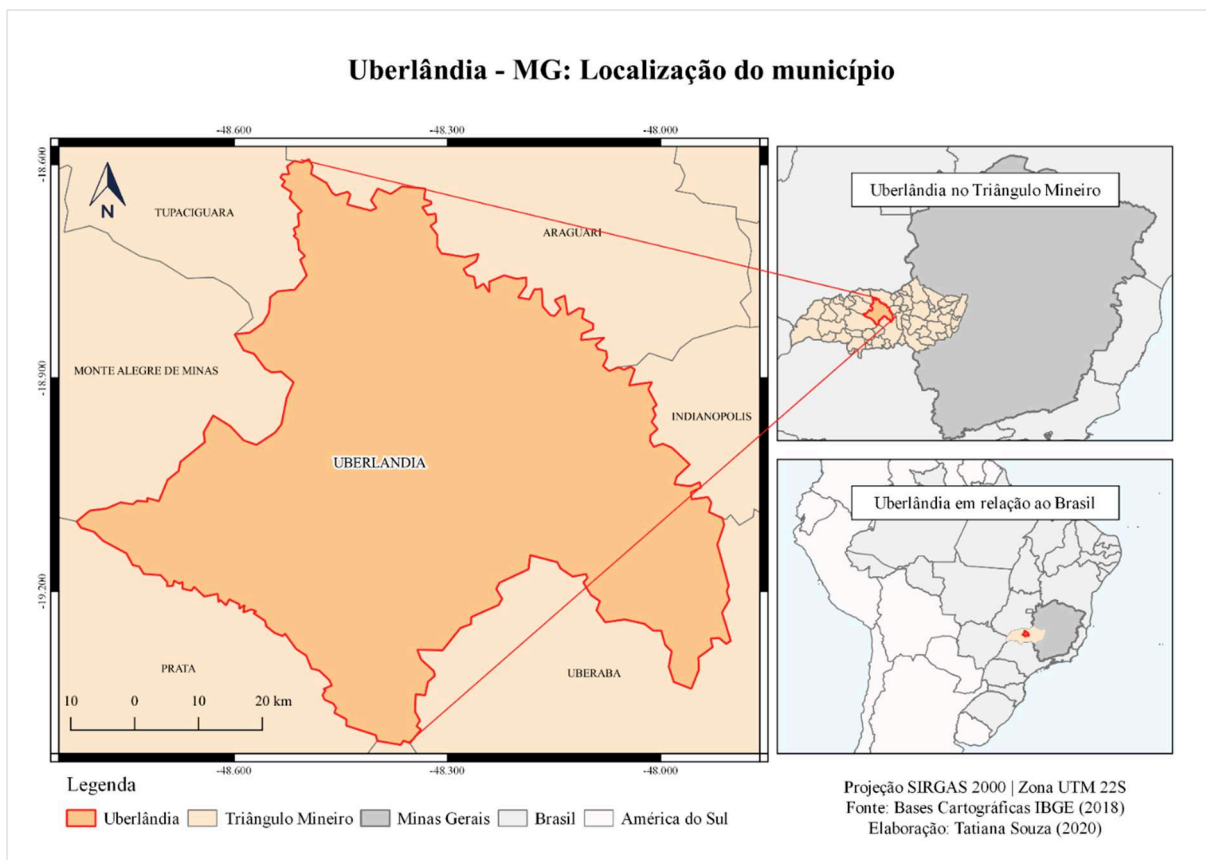 Uberlândia - MG: Localização do município
-48.600
-48.300
-48.000
-18.600
-18.900
-19.200
N
TUPACIGUARA
ARAGUARI
MONTE ALEGRE DE MINAS
INDIANOPOLIS
UBERLANDIA
PRATA
UBERABA
10 0 10 20 km
-48.600
-48.300
-48.000
Uberlândia no Triângulo Mineiro
Uberlândia em relação ao Brasil
Legenda
Uberlândia
Triângulo Mineiro
Minas Gerais
Brasil
América do Sul
Projeção SIRGAS 2000 | Zona UTM 22S
Fonte: Bases Cartográficas IBGE (2018)
Elaboração: Tatiana Souza (2020)